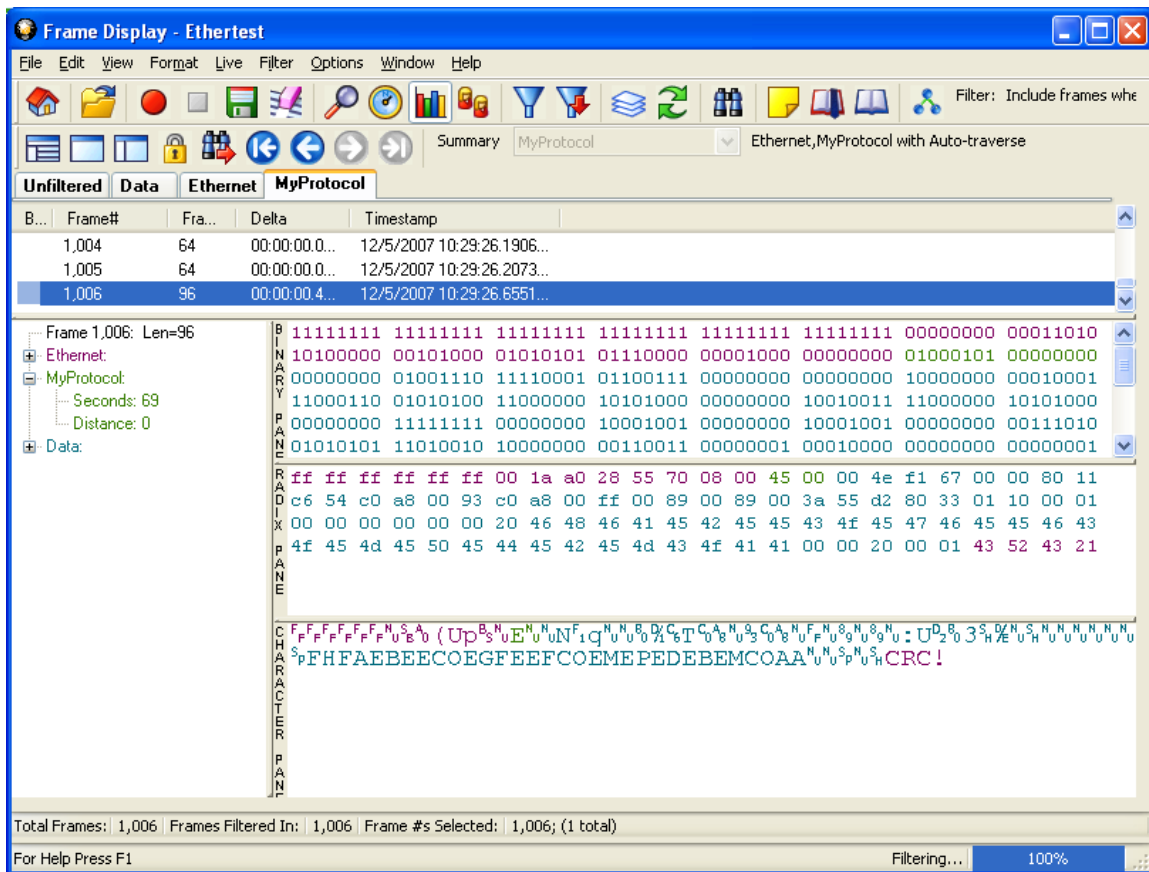 Frame Display - Ethertest
File Edit View Format Live Filter Options Window Help
Filter: Include frames whe
Summary MyProtocol Ethernet,MyProtocol with Auto-traverse
Unfiltered Data Ethernet MyProtocol
B... Frame# Fra... Delta Timestamp
1,004 64 00:00:00.0... 12/5/2007 10:29:26.1906...
1,005 64 00:00:00.0... 12/5/2007 10:29:26.2073...
1,006 96 00:00:00.4... 12/5/2007 10:29:26.6551...
Frame 1,006: Len=96
Ethernet:
MyProtocol:
Seconds: 69
Distance: 0
Data:
BINARY PANE
11111111 11111111 11111111 11111111 11111111 11111111 00000000 00011010
10100000 00101000 01010101 01110000 00001000 00000000 01000101 00000000
00000000 01001110 11110001 01100111 00000000 00000000 10000000 00010001
11000110 01010100 11000000 10101000 00000000 10010011 11000000 10101000
00000000 11111111 00000000 10001001 00000000 10001001 00000000 00111010
01010101 11010010 10000000 00110011 00000001 00010000 00000000 00000001
RADIX PANE
ff ff ff ff ff ff 00 1a a0 28 55 70 08 00 45 00 00 4e f1 67 00 00 80 11
c6 54 c0 a8 00 93 c0 a8 00 ff 00 89 00 89 00 3a 55 d2 80 33 01 10 00 01
00 00 00 00 00 00 20 46 48 46 41 45 42 45 45 43 4f 45 47 46 45 45 46 43
4f 45 4d 45 50 45 44 45 42 45 4d 43 4f 41 41 00 00 20 00 01 43 52 43 21
CHARACTER PANE
FHFAEBEECOEGFEEFCOEMEPEDEBEMCOAA CRC!
Total Frames: 1,006 Frames Filtered In: 1,006 Frame #s Selected: 1,006; (1 total)
For Help Press F1 Filtering... 100%